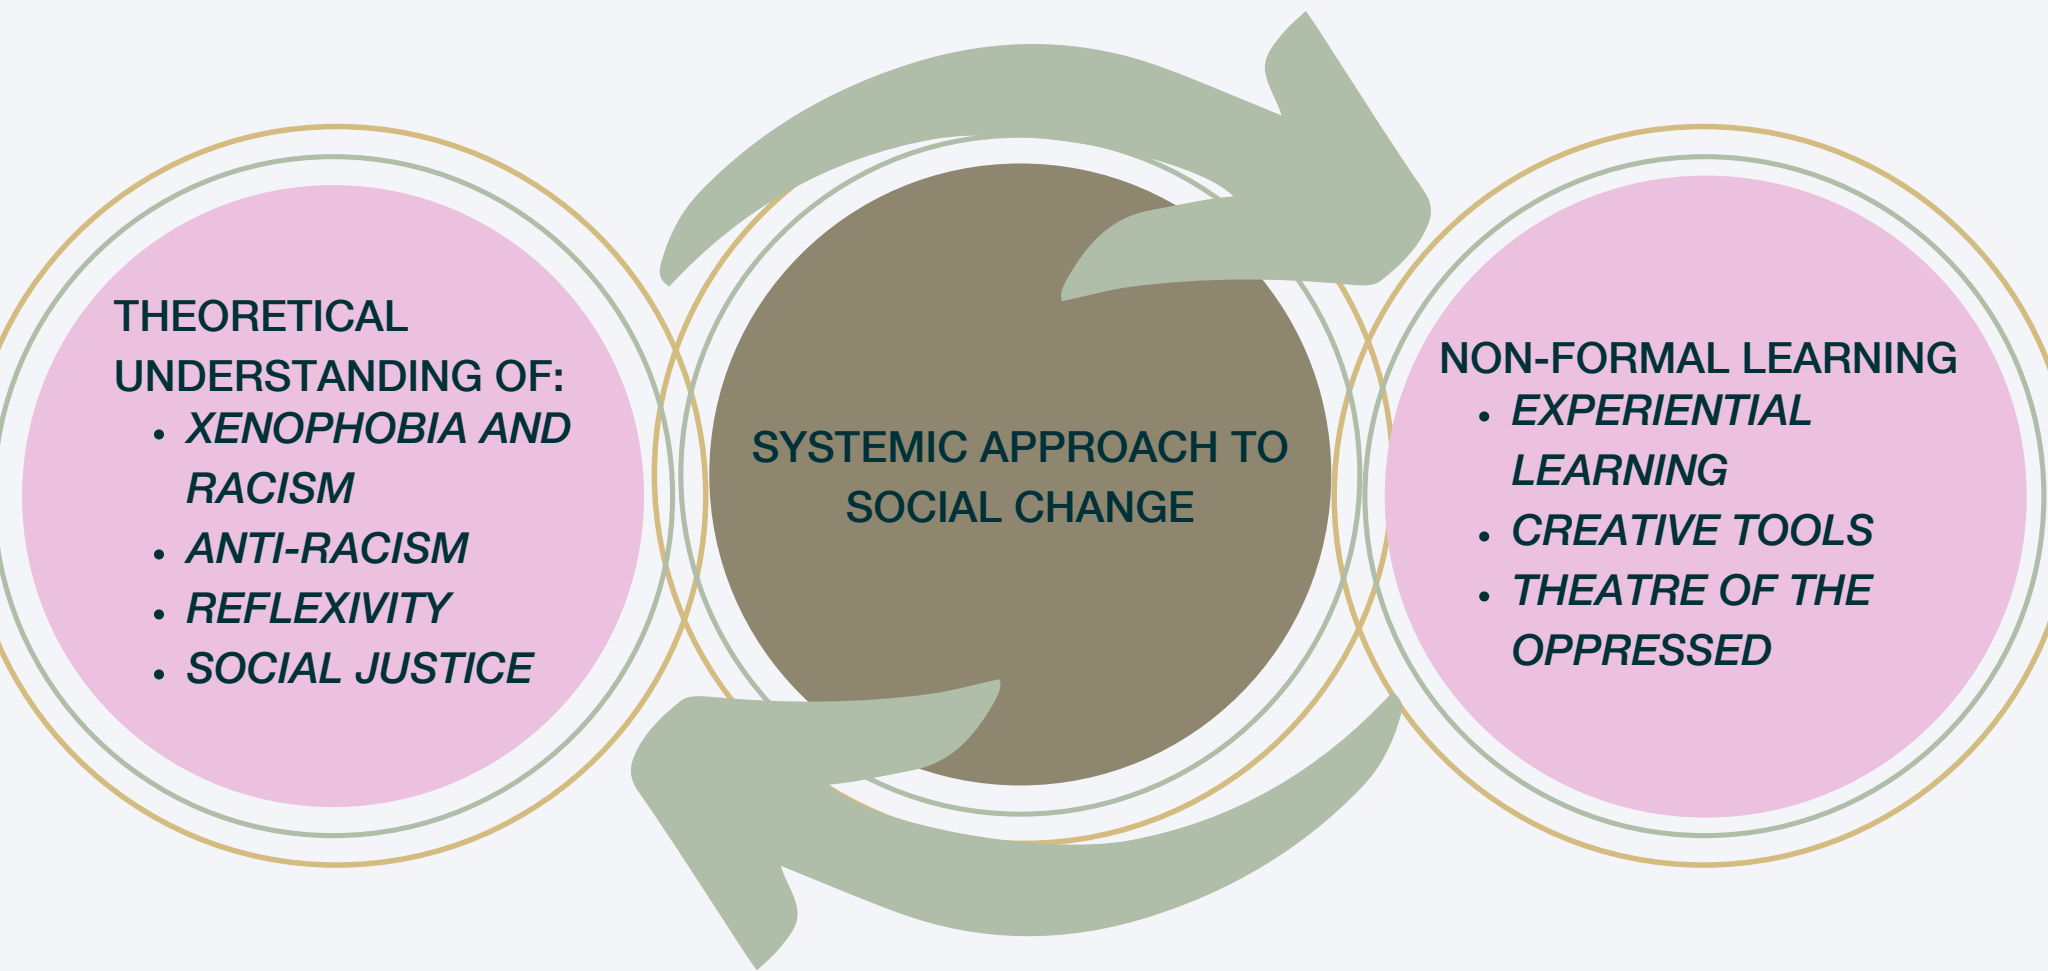 THEORETICAL
UNDERSTANDING OF:
• XENOPHOBIA AND
RACISM
• ANTI-RACISM
• REFLEXIVITY
• SOCIAL JUSTICE
SYSTEMIC APPROACH TO
SOCIAL CHANGE
NON-FORMAL LEARNING
• EXPERIENTIAL
LEARNING
• CREATIVE TOOLS
• THEATRE OF THE
OPPRESSED